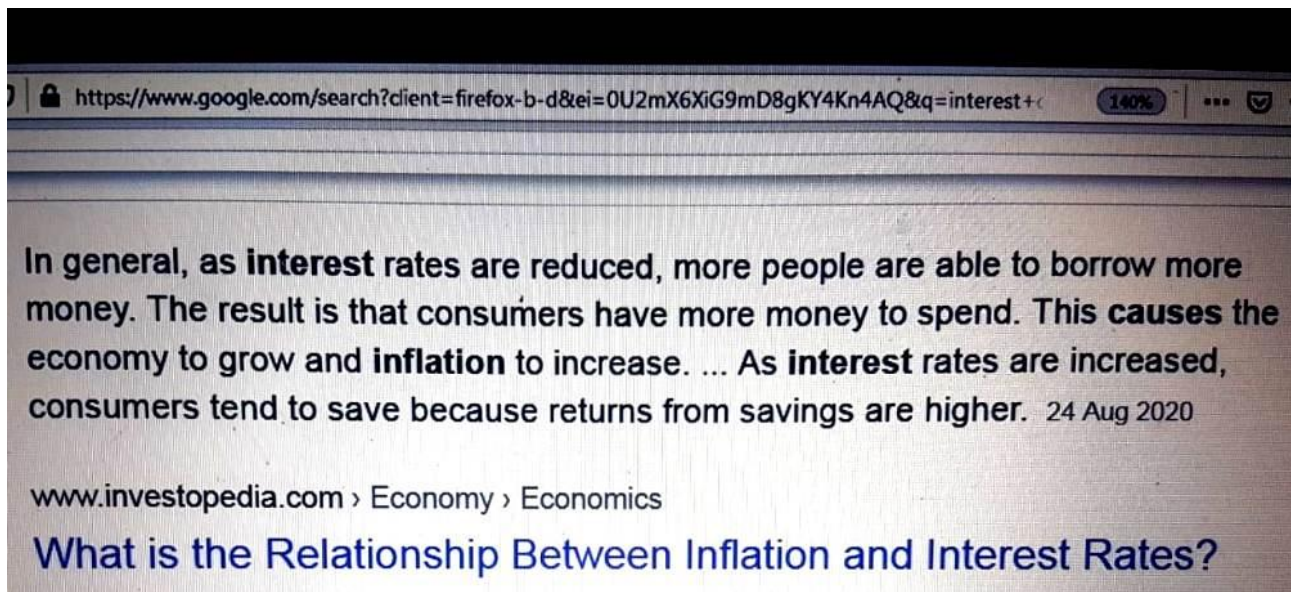 https://www.google.com/search?client=firefox-b-d&ei=0U2mX6XiG9mD8gKY4Kn4AQ&q=interest+ 140%
In general, as interest rates are reduced, more people are able to borrow more
money. The result is that consumers have more money to spend. This causes the
economy to grow and inflation to increase. ... As interest rates are increased,
consumers tend to save because returns from savings are higher. 24 Aug 2020
www.investopedia.com › Economy › Economics
What is the Relationship Between Inflation and Interest Rates?